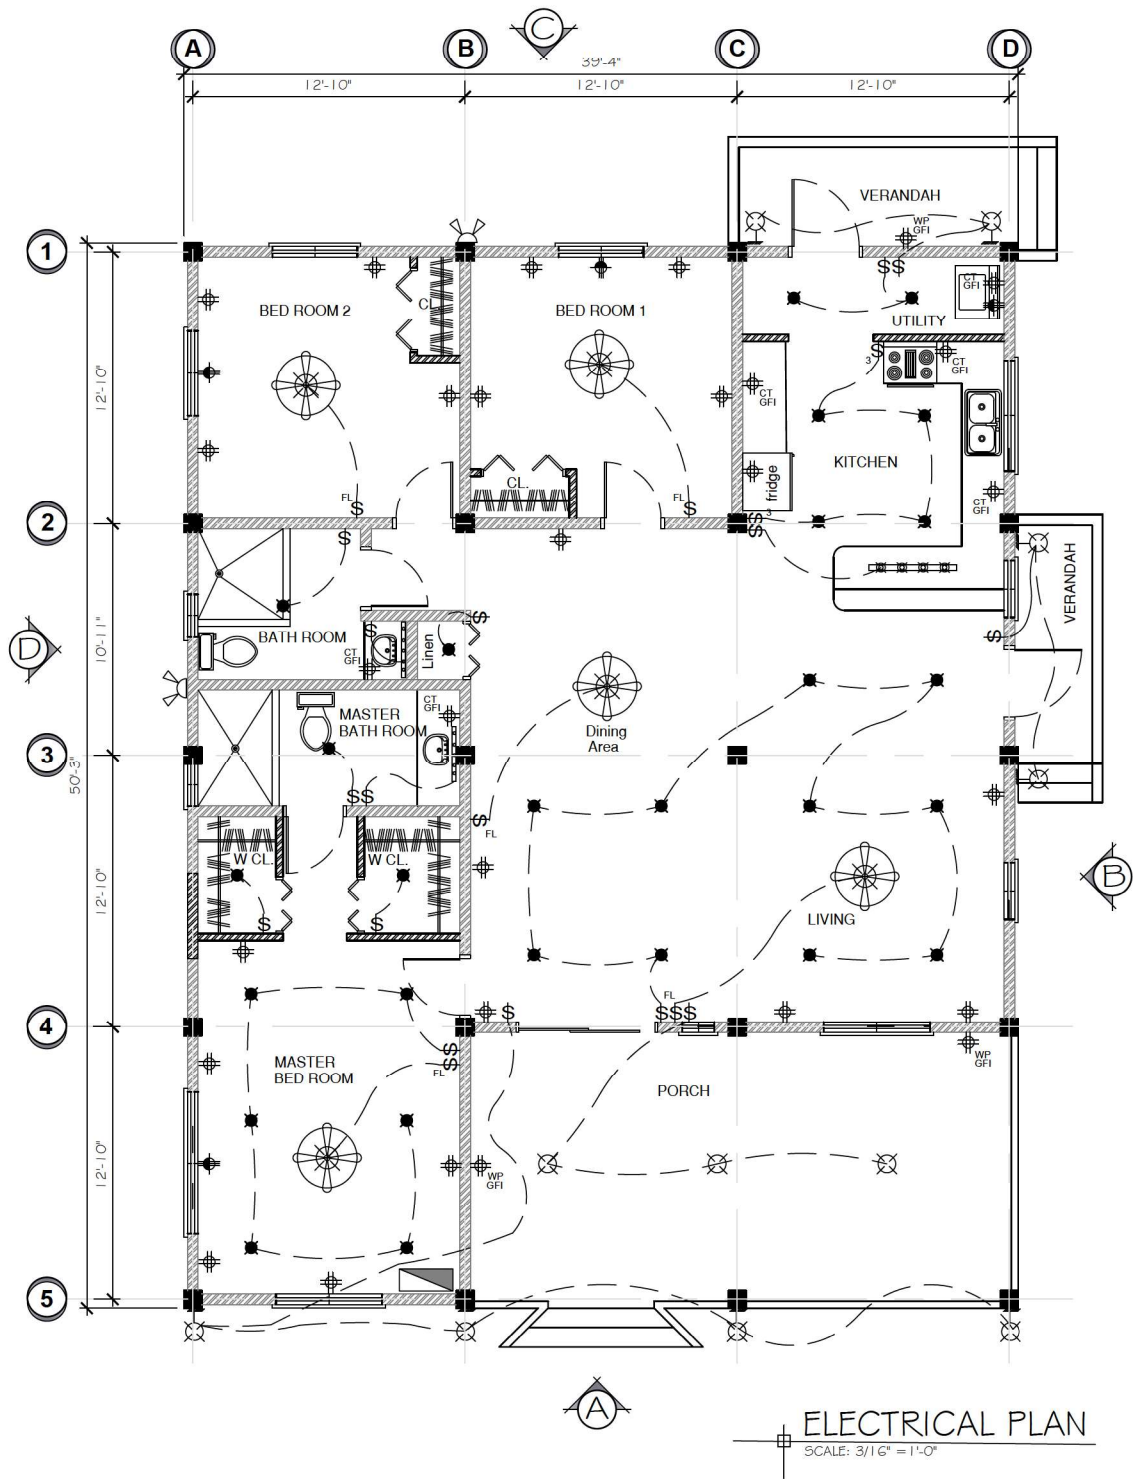 C
A
B
C
D
39'-4"
12'-10"
12'-10"
12'-10"
VERANDAH
WP
GFI
1
$$
CT
GFI
BED ROOM 2
CL.
BED ROOM 1
UTILITY
$
3
CT
GFI
12'-10"
CT
GFI
KITCHEN
fridge
CL.
FL
$
FL
$
CT
GFI
2
3
$$
$
VERANDAH
10'-11"
D
BATH ROOM
$
CT
GFI
Linen
$
$
CT
GFI
MASTER
BATH ROOM
Dining
Area
3
50'-3"
$$
$
FL
W CL.
W CL.
12'-10"
B
LIVING
$
$
FL
$
$$$
4
$$
$
FL
WP
GFI
MASTER
BED ROOM
PORCH
12'-10"
WP
GFI
5
A
ELECTRICAL PLAN
SCALE: 3/16" = 1'-0"